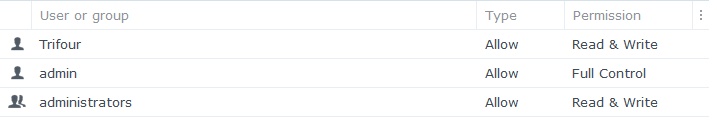 User or group Type Permission
Trifour Allow Read & Write
admin Allow Full Control
administrators Allow Read & Write